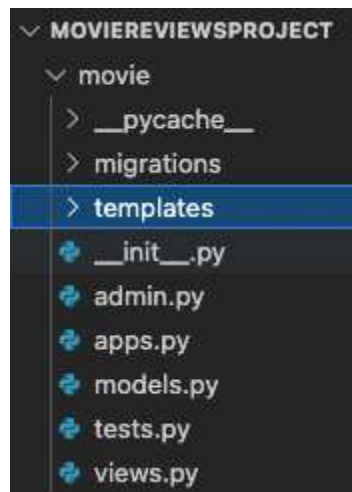 MOVIEREVIEWSPROJECT
movie
__pycache__
migrations
templates
__init__.py
admin.py
apps.py
models.py
tests.py
views.py